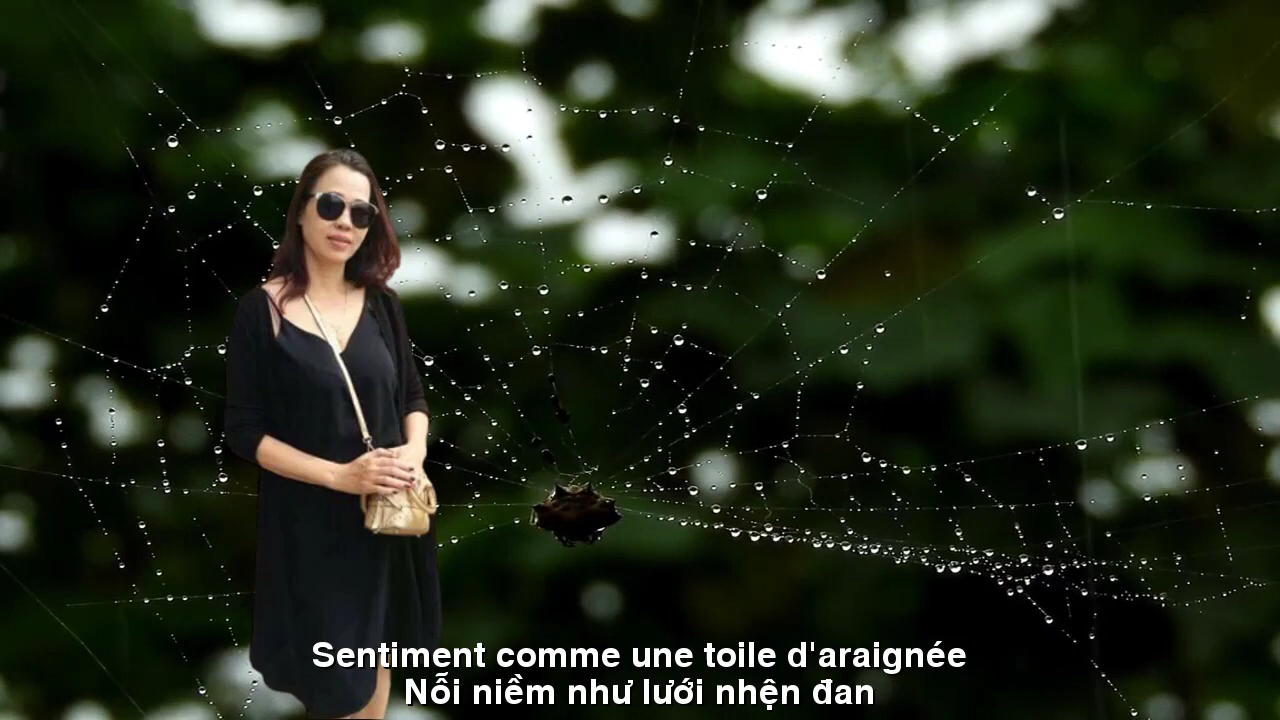 Sentiment comme une toile d'araignée
Nỗi niềm như lưới nhện đan